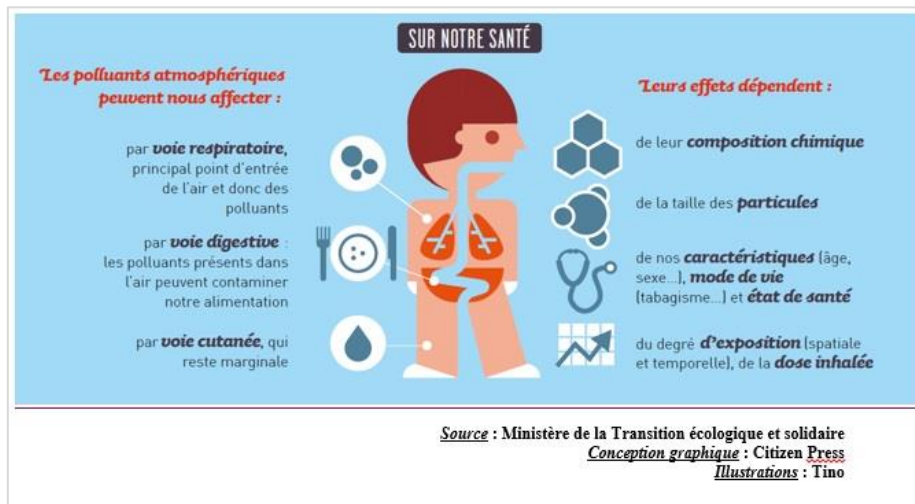 SUR NOTRE SANTÉ
Les polluants atmosphériques
peuvent nous affecter :
par voie respiratoire,
principal point d'entrée
de l'air et donc des
polluants
par voie digestive :
les polluants présents dans
l'air peuvent contaminer
notre alimentation
par voie cutanée, qui
reste marginale
Leurs effets dépendent :
de leur composition chimique
de la taille des particules
de nos caractéristiques (âge,
sexe...), mode de vie
(tabagisme...) et état de santé
du degré d'exposition (spatiale
et temporelle), de la dose inhalée
Source : Ministère de la Transition écologique et solidaire
Conception graphique : Citizen Press
Illustrations : Tino